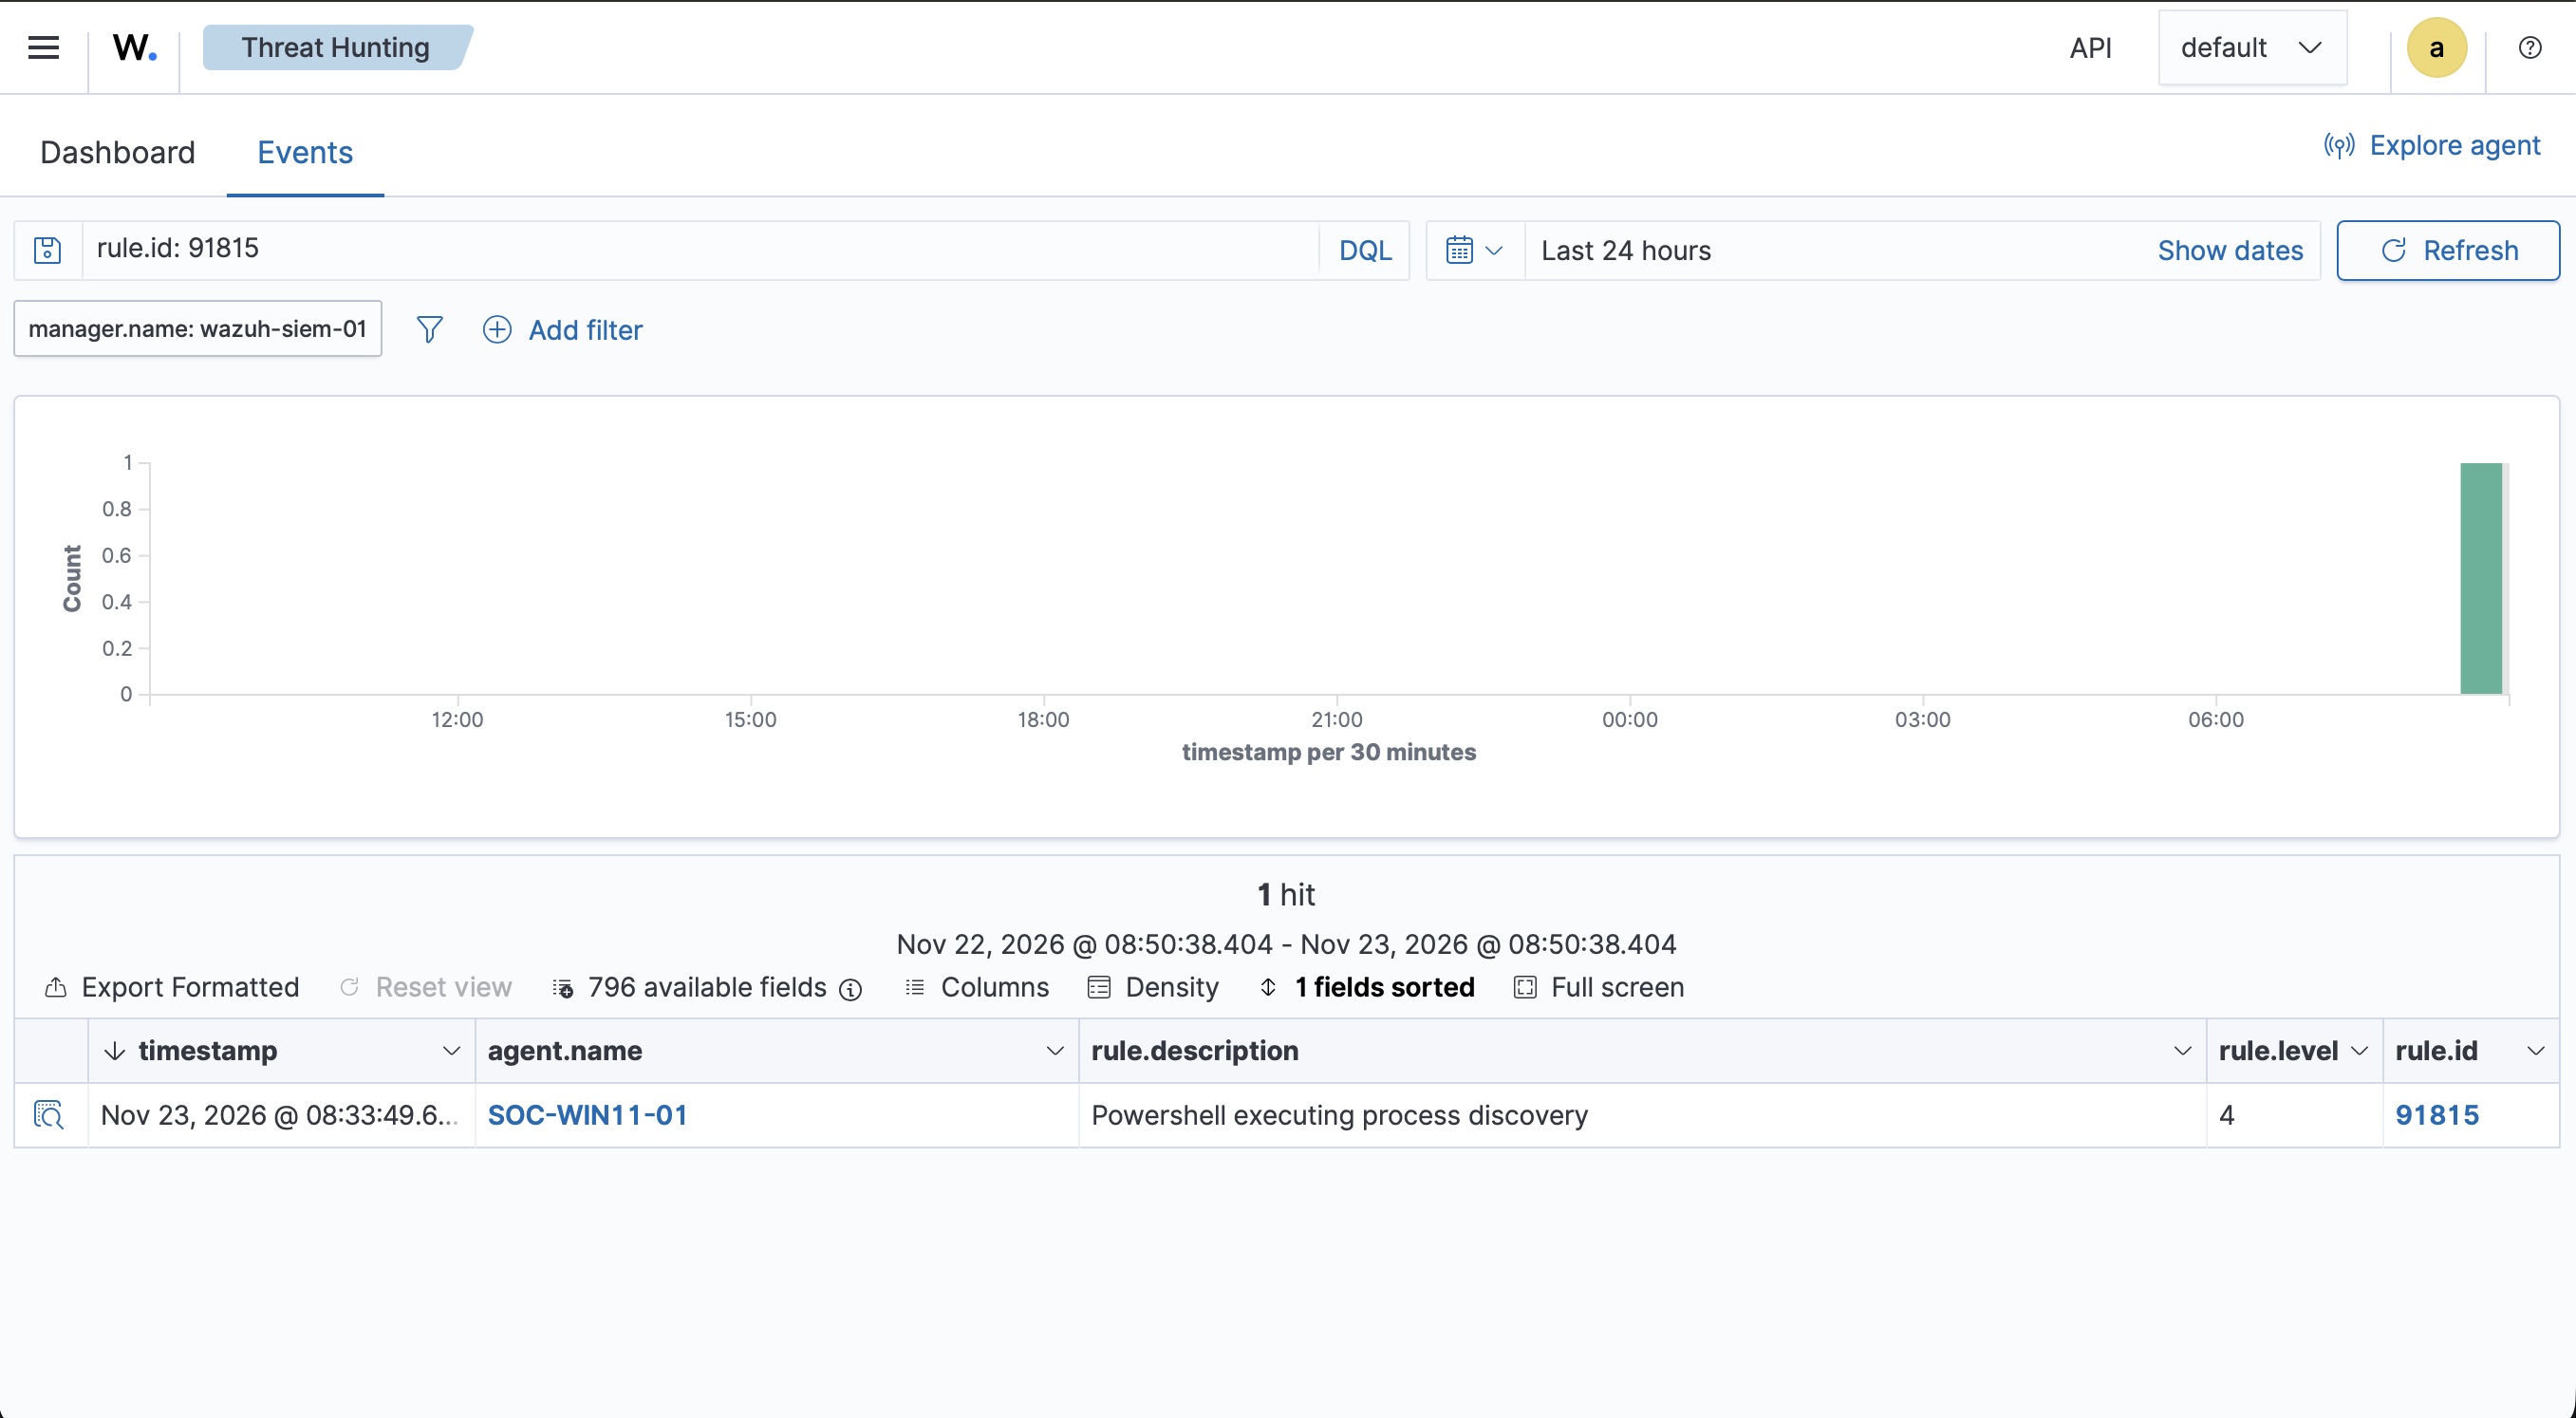 W. Threat Hunting API default a
Dashboard Events Explore agent
rule.id: 91815 DQL Last 24 hours Show dates Refresh
manager.name: wazuh-siem-01 Add filter
1
0.8
0.6
0.4
0.2
0
Count
12:00 15:00 18:00 21:00 00:00 03:00 06:00
timestamp per 30 minutes
1 hit
Nov 22, 2026 @ 08:50:38.404 - Nov 23, 2026 @ 08:50:38.404
Export Formatted Reset view 796 available fields Columns Density 1 fields sorted Full screen
timestamp agent.name rule.description rule.level rule.id
Nov 23, 2026 @ 08:33:49.6... SOC-WIN11-01 Powershell executing process discovery 4 91815